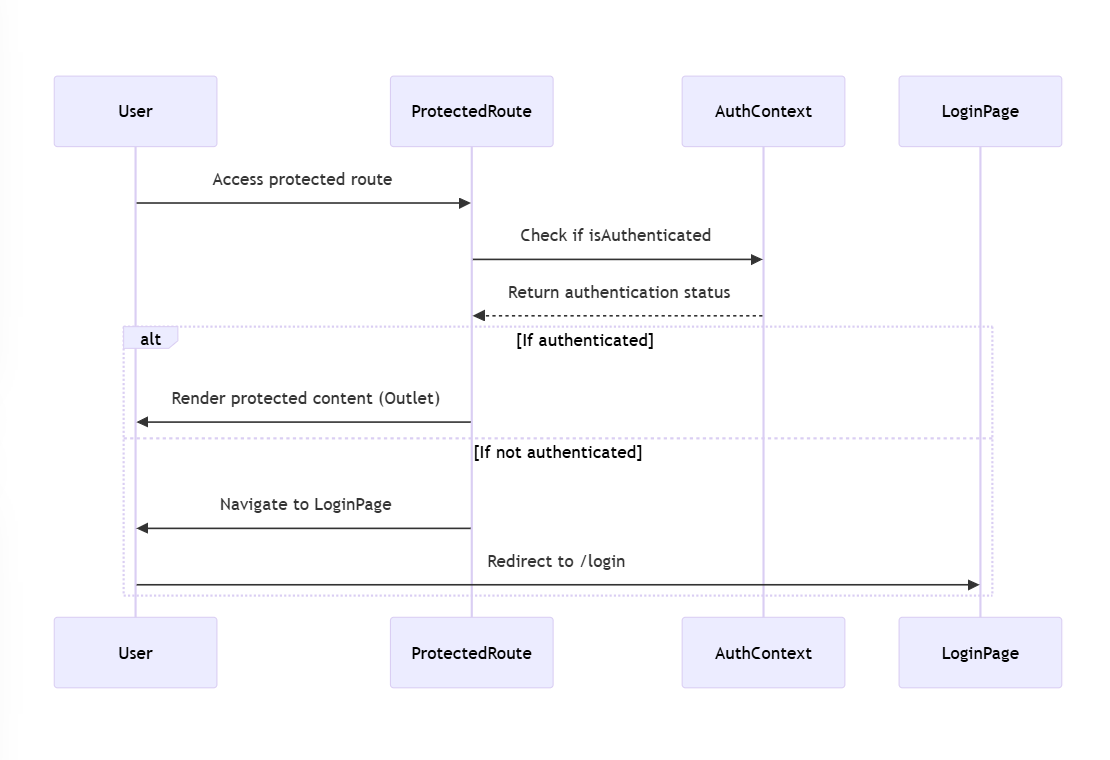 User
ProtectedRoute
AuthContext
LoginPage
Access protected route
Check if isAuthenticated
Return authentication status
alt
[If authenticated]
Render protected content (Outlet)
[If not authenticated]
Navigate to LoginPage
Redirect to /login
User
ProtectedRoute
AuthContext
LoginPage